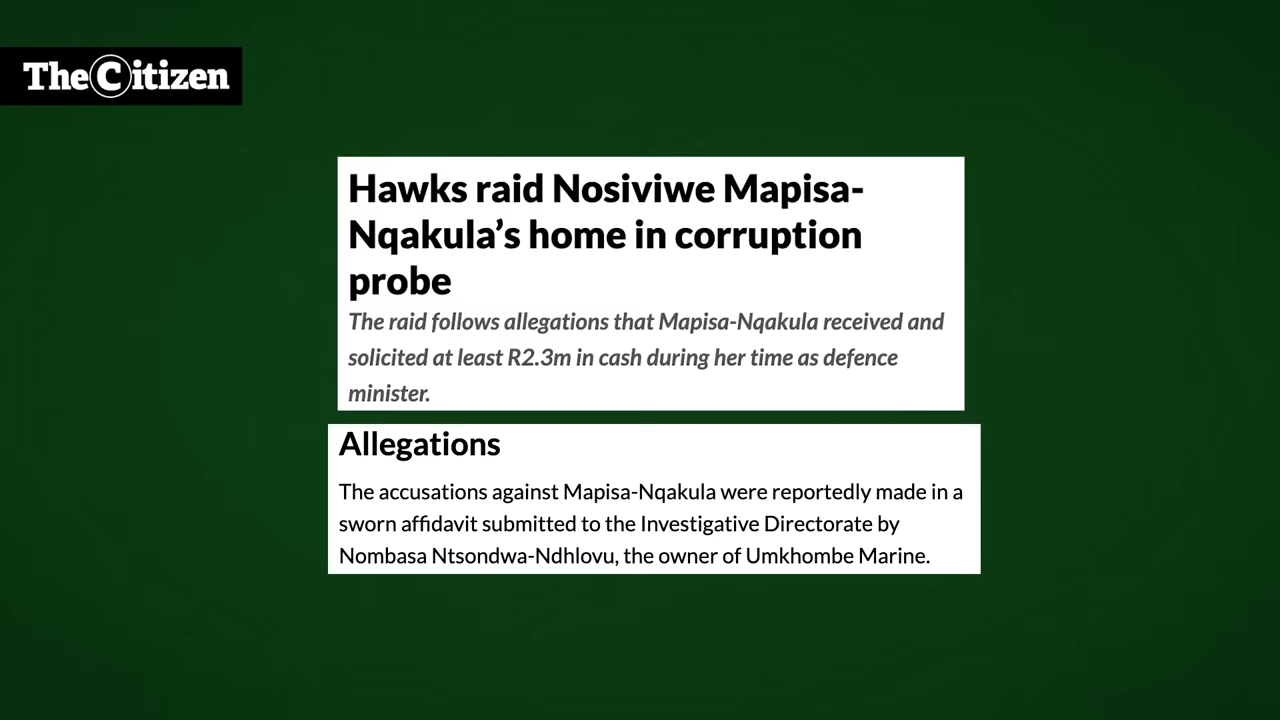 The Citizen
Hawks raid Nosiviwe Mapisa-
Nqakula’s home in corruption
probe
The raid follows allegations that Mapisa-Nqakula received and
solicited at least R2.3m in cash during her time as defence
minister.
Allegations
The accusations against Mapisa-Nqakula were reportedly made in a
sworn affidavit submitted to the Investigative Directorate by
Nombasa Ntsondwa-Ndhlovu, the owner of Umkhombe Marine.